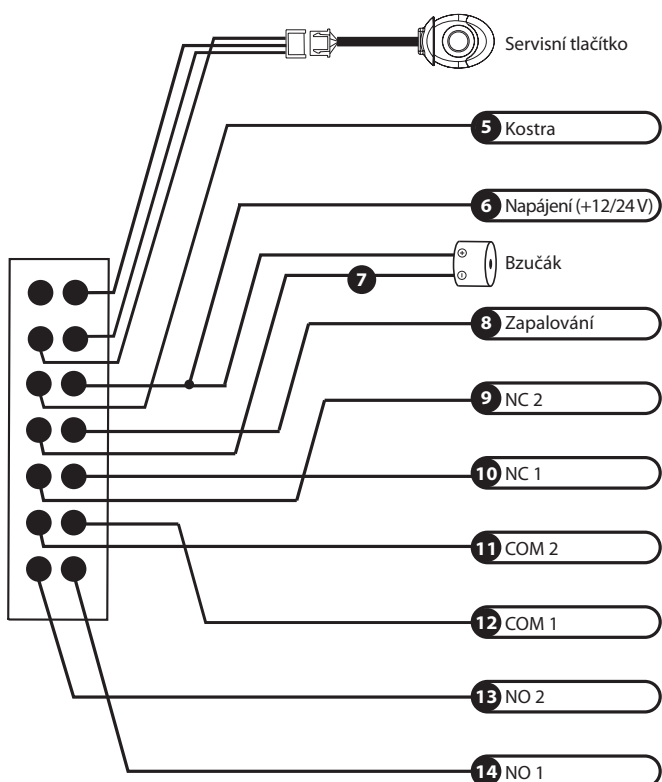 Servisní tlačítko
5 Kostra
6 Napájení (+12/24 V)
7
Bzučák
8 Zapalování
9 NC 2
10 NC 1
11 COM 2
12 COM 1
13 NO 2
14 NO 1